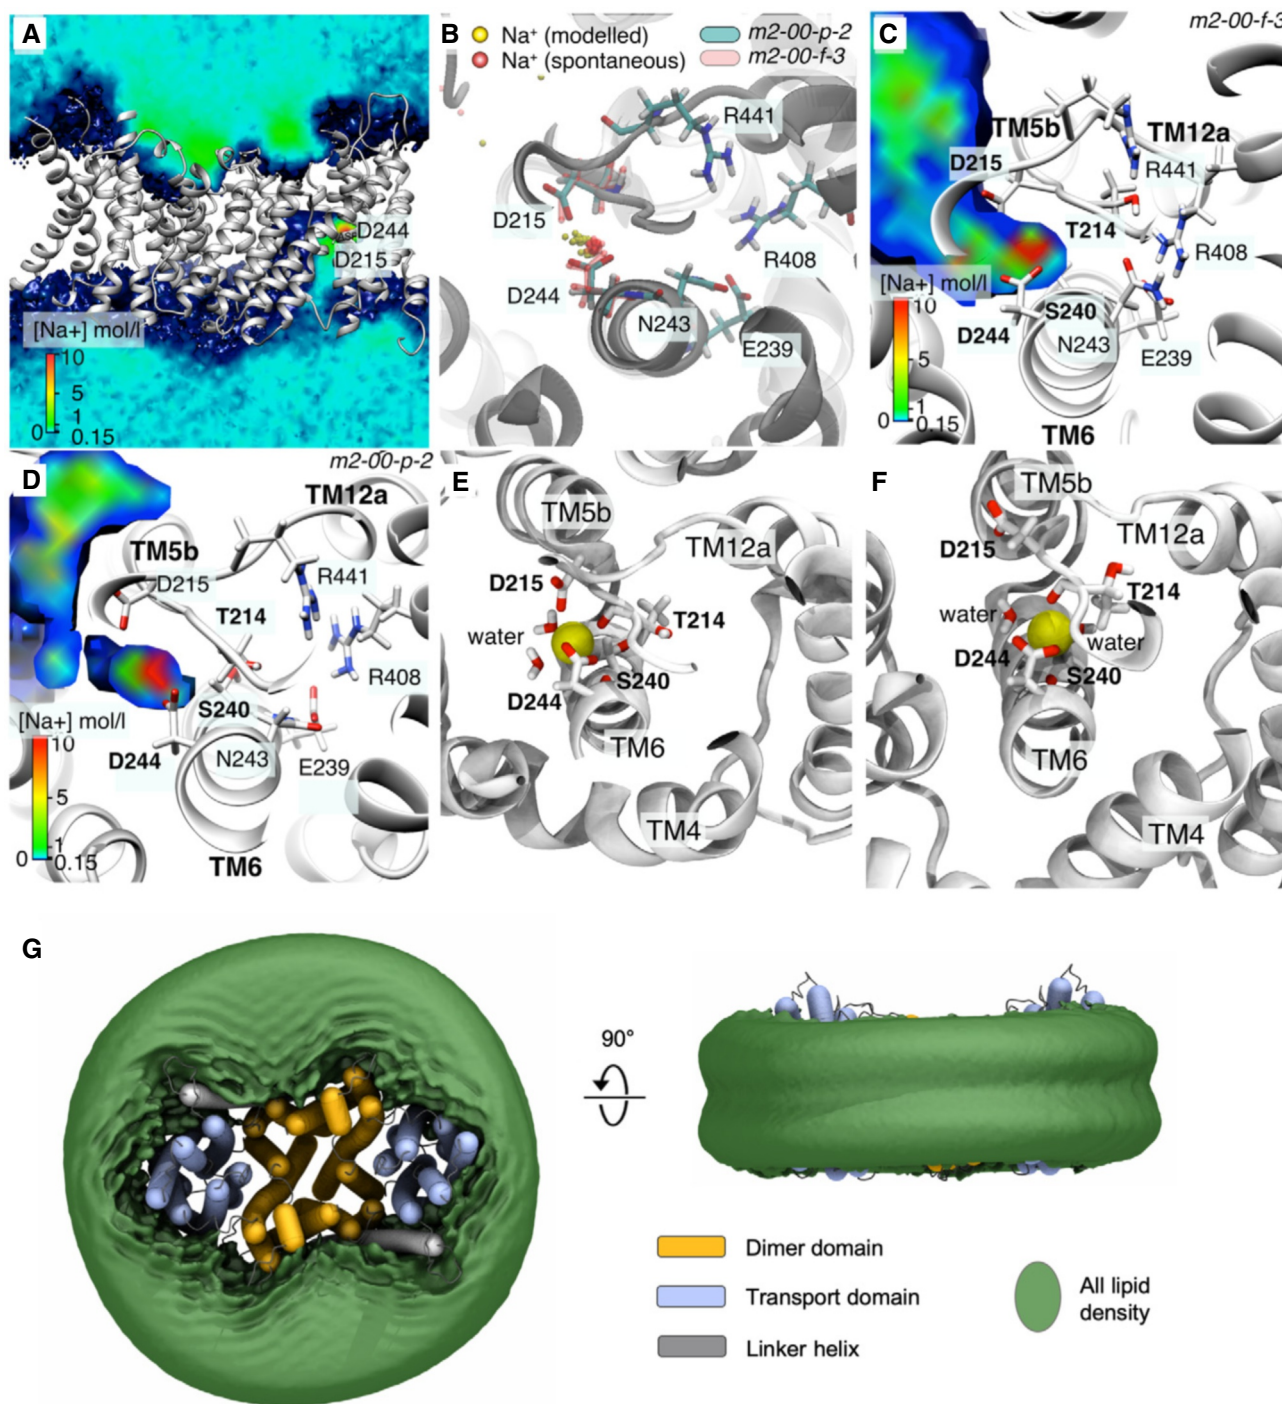 A
D244
ASP
D215
[Na+] mol/l
10
5
1
0
0.15
B
Na⁺ (modelled)
m2-00-p-2
Na⁺ (spontaneous)
m2-00-f-3
R441
D215
R408
D244
N243
E239
C
m2-00-f-3
TM5b
TM12a
D215
R441
T214
R408
[Na+] mol/l
10
5
1
0
0.15
S240
D244
N243
E239
TM6
D
m2-00-p-2
TM12a
TM5b
D215
R441
T214
R408
[Na+] mol/l
10
5
1
0
0.15
S240
D244
N243
E239
TM6
E
TM5b
TM12a
D215
T214
water
D244
S240
TM6
TM4
F
TM5b
TM12a
D215
T214
water
water
D244
S240
TM6
TM4
G
90°
Dimer domain
Transport domain
Linker helix
All lipid
density